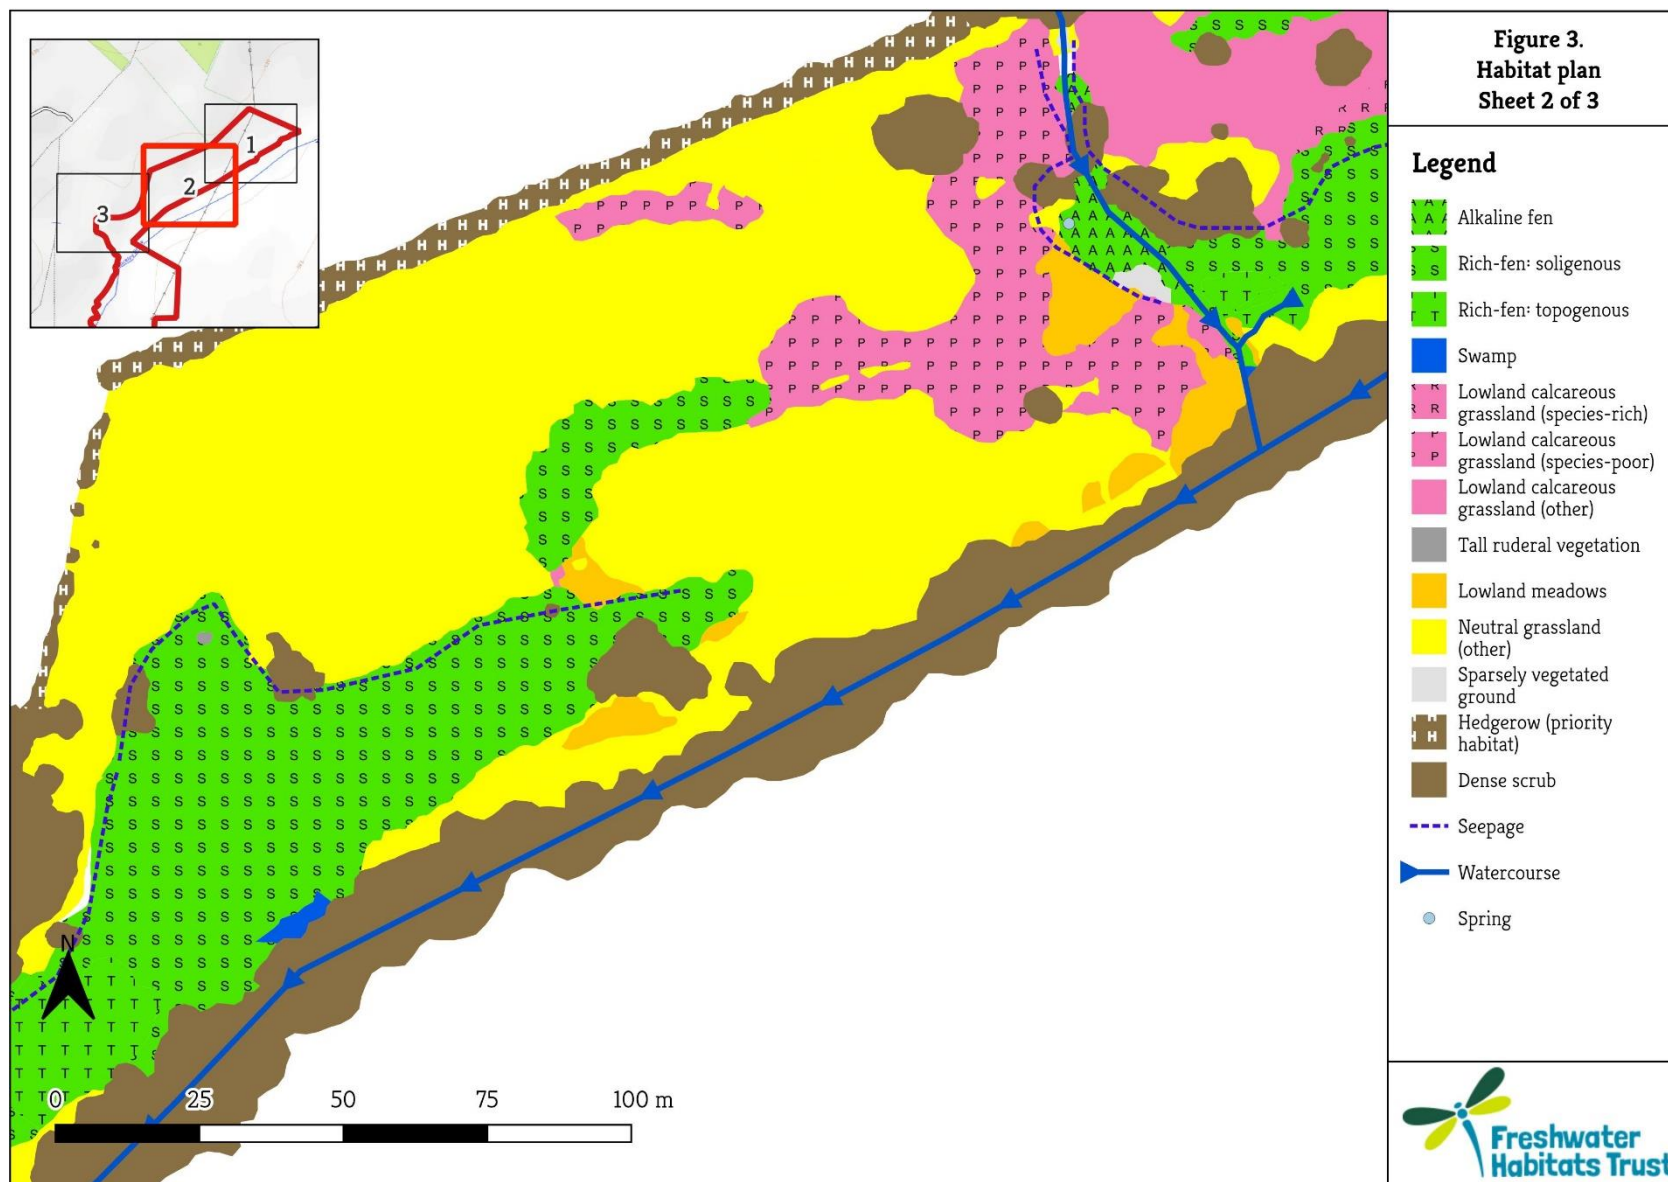 Figure 3.
Habitat plan
Sheet 2 of 3
Legend
Alkaline fen
Rich-fen: soligenous
Rich-fen: topogenous
Swamp
Lowland calcareous
grassland (species-rich)
Lowland calcareous
grassland (species-poor)
Lowland calcareous
grassland (other)
Tall ruderal vegetation
Lowland meadows
Neutral grassland
(other)
Sparsely vegetated
ground
Hedgerow (priority
habitat)
Dense scrub
Seepage
Watercourse
Spring
1
2
3
N
0 25 50 75 100 m
Freshwater
Habitats Trust